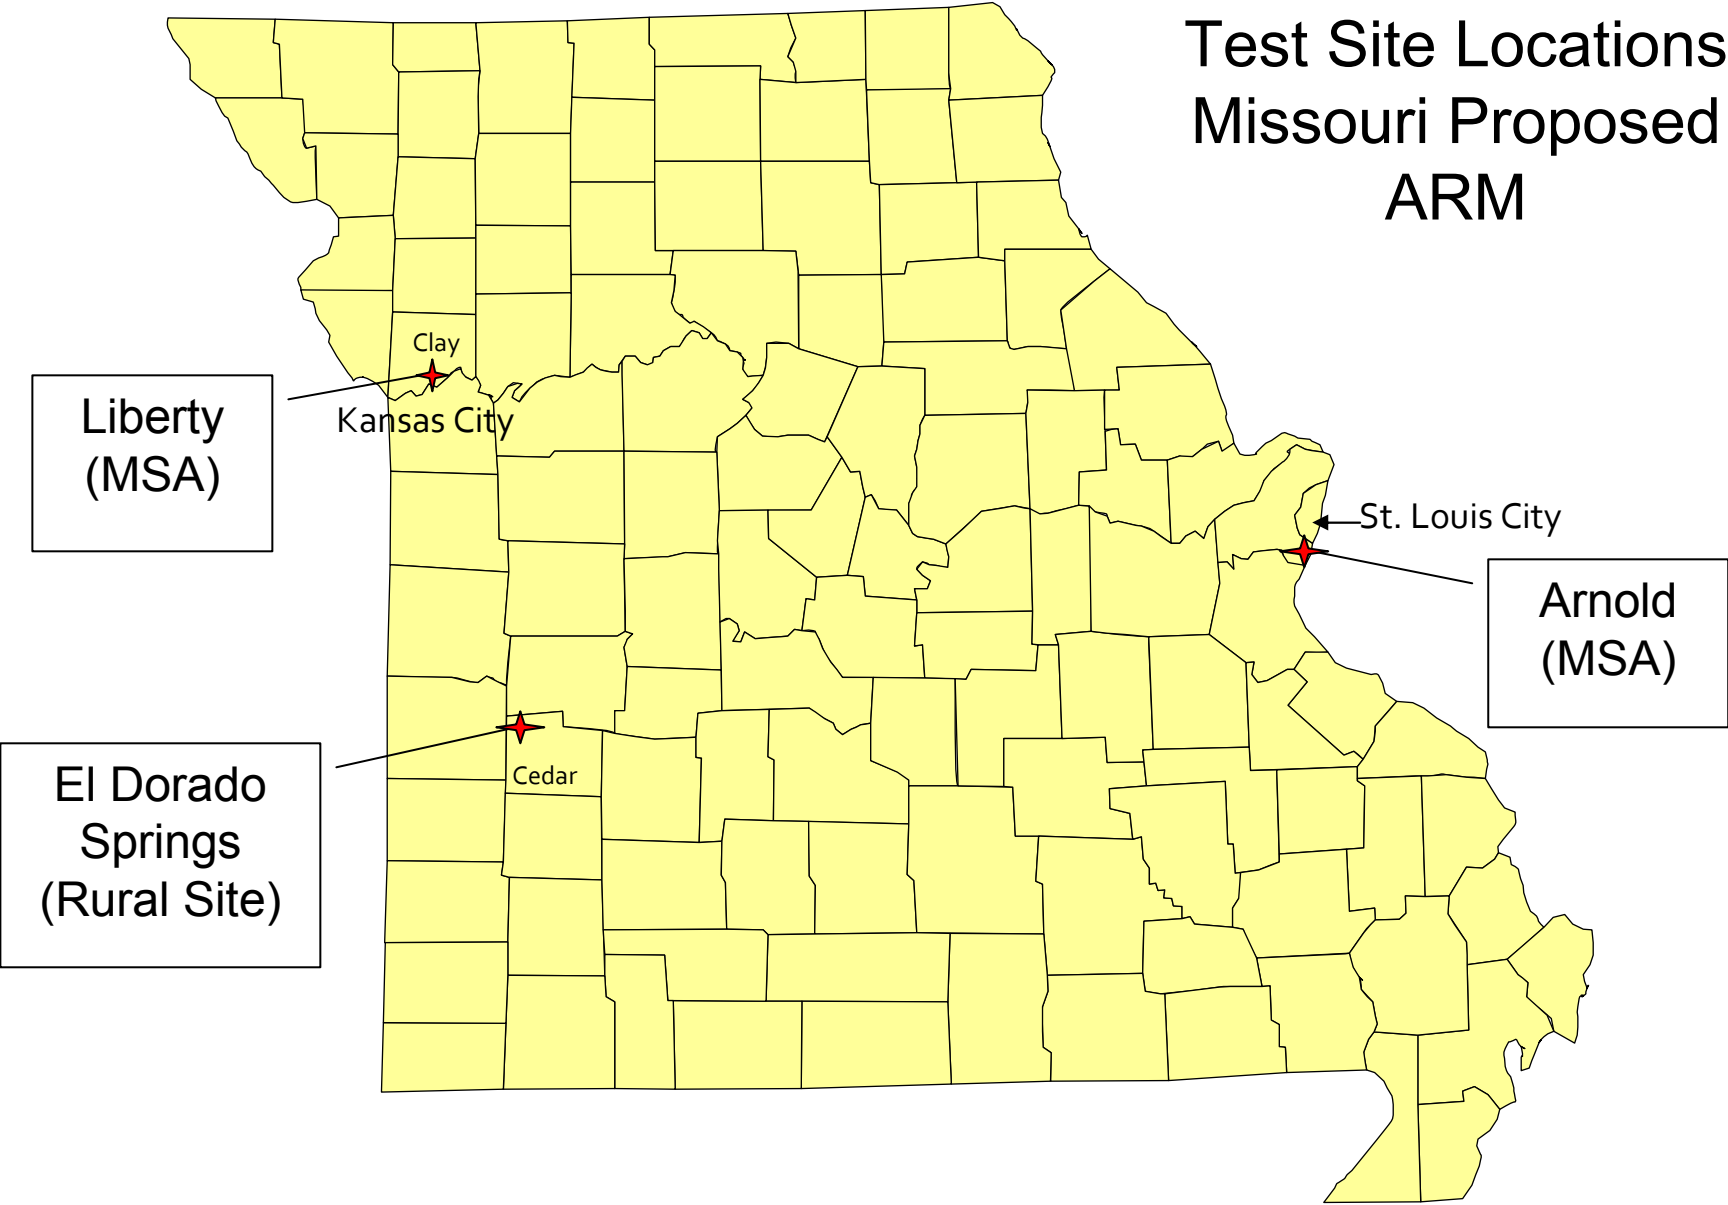 Test Site Locations
Missouri Proposed
ARM
Clay
Liberty
(MSA)
Kansas City
St. Louis City
Arnold
(MSA)
El Dorado
Springs
(Rural Site)
Cedar